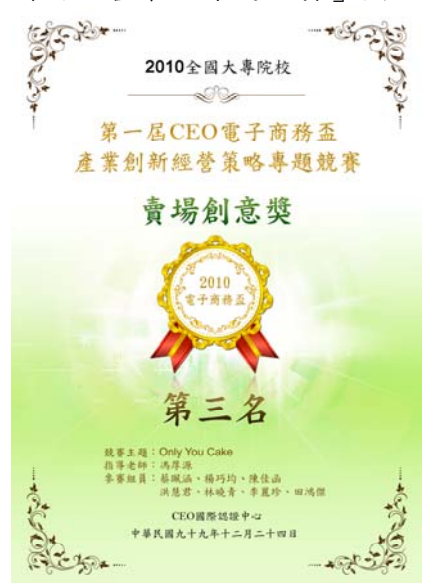 2010全國大專院校
第一屆CEO電子商務盃
產業創新經營策略專題競賽
賣場創意獎
2010
電子商務盃
第三名
競賽主題：Only You Cake
指導老師：馮厚源
參賽組員：蔡珮涵、楊巧均、陳佳函
洪慧君、林曉青、李麗珍、田鴻傑
CEO國際認證中心
中華民國九十九年十二月二十四日